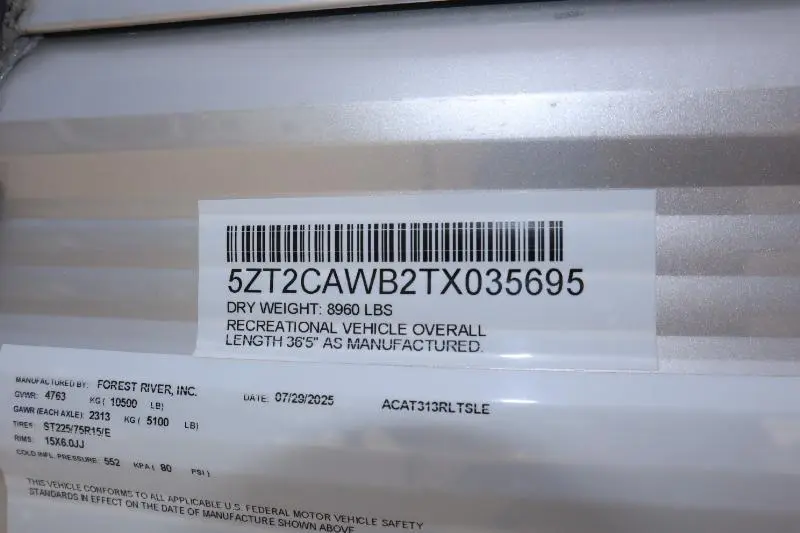 5ZT2CAWB2TX035695
DRY WEIGHT: 8960 LBS
RECREATIONAL VEHICLE OVERALL
LENGTH 36'5" AS MANUFACTURED.
MANUFACTURED BY: FOREST RIVER, INC.
GVWR: 4763 KG ( 10500 LB) DATE: 07/29/2025 ACAT313RLTSLE
GAWR (EACH AXLE): 2313 KG ( 5100 LB)
TIRES: ST225/75R15/E
RIMS: 15X6.0JJ
COLD INFL. PRESSURE: 552 KPA ( 80 PSI )
THIS VEHICLE CONFORMS TO ALL APPLICABLE U.S. FEDERAL MOTOR VEHICLE SAFETY
STANDARDS IN EFFECT ON THE DATE OF MANUFACTURE SHOWN ABOVE